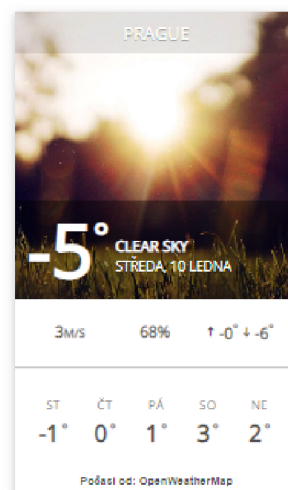 PRAGUE
-5°
CLEAR SKY
STŘEDA, 10 LEDNA
3M/S 68% ↑ -0° ↓ -6°
ST ČT PÁ SO NE
-1° 0° 1° 3° 2°
Počasí od: OpenWeatherMap